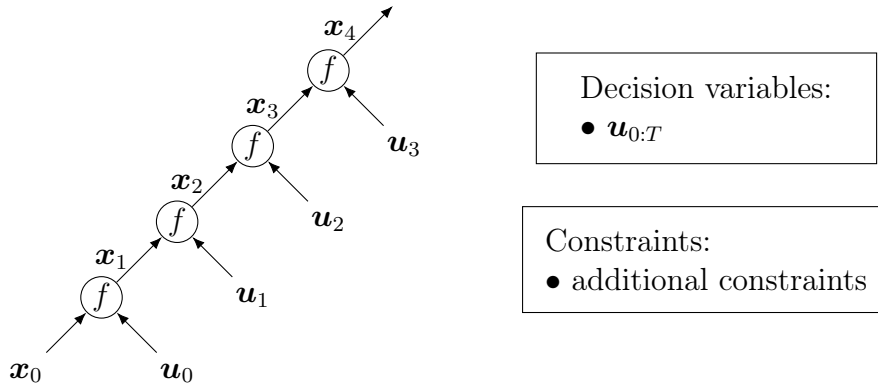 x₄
f
x₃
f
u₃
x₂
f
u₂
x₁
f
u₁
x₀
u₀
Decision variables:
• u₀:T
Constraints:
• additional constraints